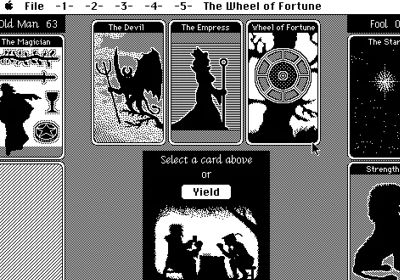 File -1- -2- -3- -4- -5- The Wheel of Fortune
Old Man 63
Fool 0
The Magician
The Devil
The Empress
Wheel of Fortune
The Star
Select a card above
or
Yield
Strength